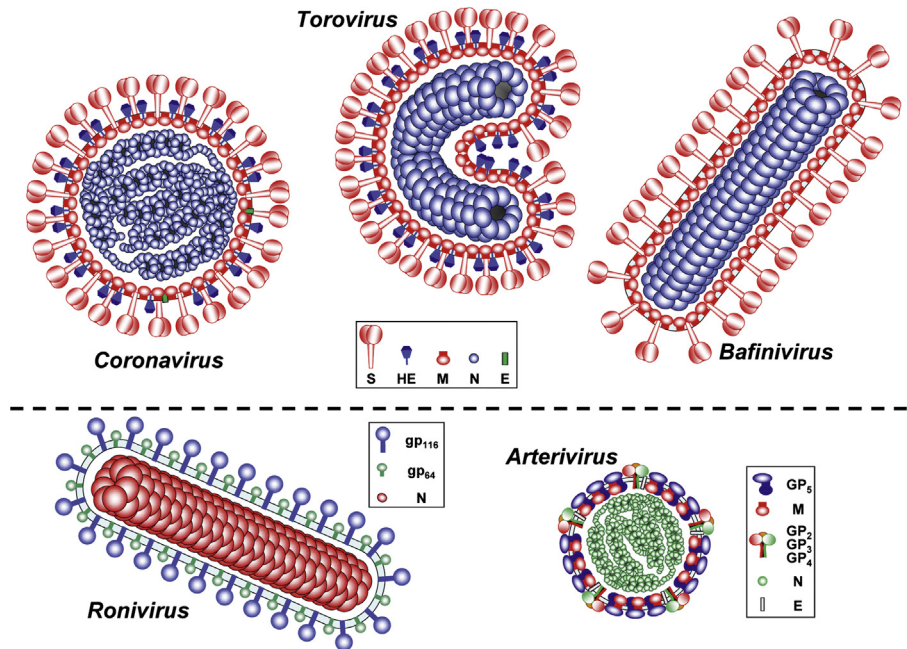 Torovirus
Coronavirus
Bafinivirus
S HE M N E
gp116
gp64
N
Ronivirus
Arterivirus
GP5
M
GP2
GP3
GP4
N
E